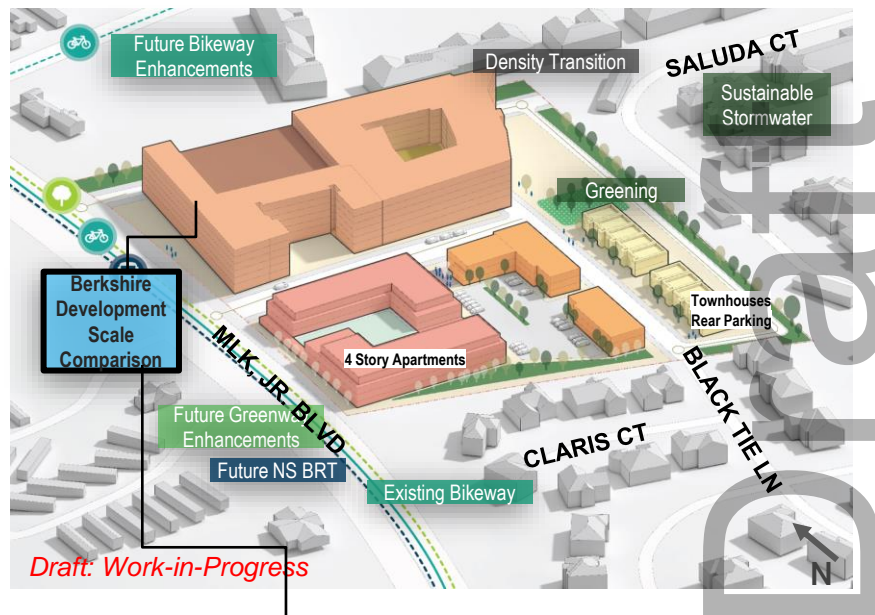 Future Bikeway
Enhancements
Density Transition
SALUDA CT
Sustainable
Stormwater
Greening
Berkshire
Development
Scale
Comparison
Townhouses
Rear Parking
4 Story Apartments
MLK, JR. BLVD
BLACK TIE LN
Future Greenway
Enhancements
CLARIS CT
Future NS BRT
Existing Bikeway
Draft: Work-in-Progress
N
Draft